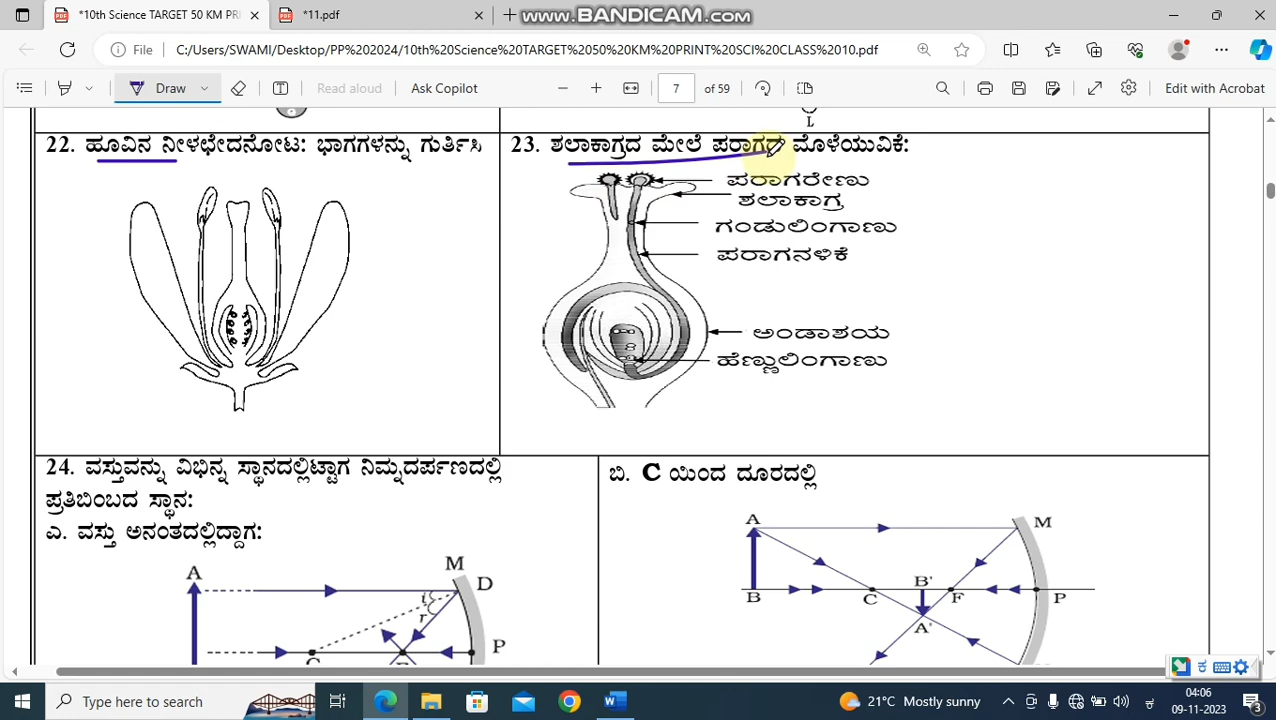 *10th Science TARGET 50 KM PRI
*11.pdf
www.BANDICAM.com
File
C:/Users/SWAMI/Desktop/PP%202024/10th%20Science%20TARGET%2050%20KM%20PRINT%20SCI%20CLASS%2010.pdf
Draw
Read aloud
Ask Copilot
7
of 59
Edit with Acrobat
L
22. ಹೂವಿನ ನೀಳಛೇದನೋಟ: ಭಾಗಗಳನ್ನು ಗುರ್ತಿಸಿ
23. ಶಲಾಕಾಗ್ರದ ಮೇಲೆ ಪರಾಗದ ಮೊಳೆಯುವಿಕೆ:
ಪರಾಗರೇಣು
ಶಲಾಕಾಗ್ರ
ಗಂಡುಲಿಂಗಾಣು
ಪರಾಗನಳಿಕೆ
ಅಂಡಾಶಯ
ಹೆಣ್ಣುಲಿಂಗಾಣು
24. ವಸ್ತುವನ್ನು ವಿಭಿನ್ನ ಸ್ಥಾನದಲ್ಲಿಟ್ಟಾಗ ನಿಮ್ನದರ್ಪಣದಲ್ಲಿ
ಪ್ರತಿಬಿಂಬದ ಸ್ಥಾನ:
ಎ. ವಸ್ತು ಅನಂತದಲ್ಲಿದ್ದಾಗ:
A
M
D
i
r
P
ಬಿ. C ಯಿಂದ ದೂರದಲ್ಲಿ
A
M
B
C
B'
F
P
A'
Type here to search
W
21°C Mostly sunny
ಕ
04:06
09-11-2023
3